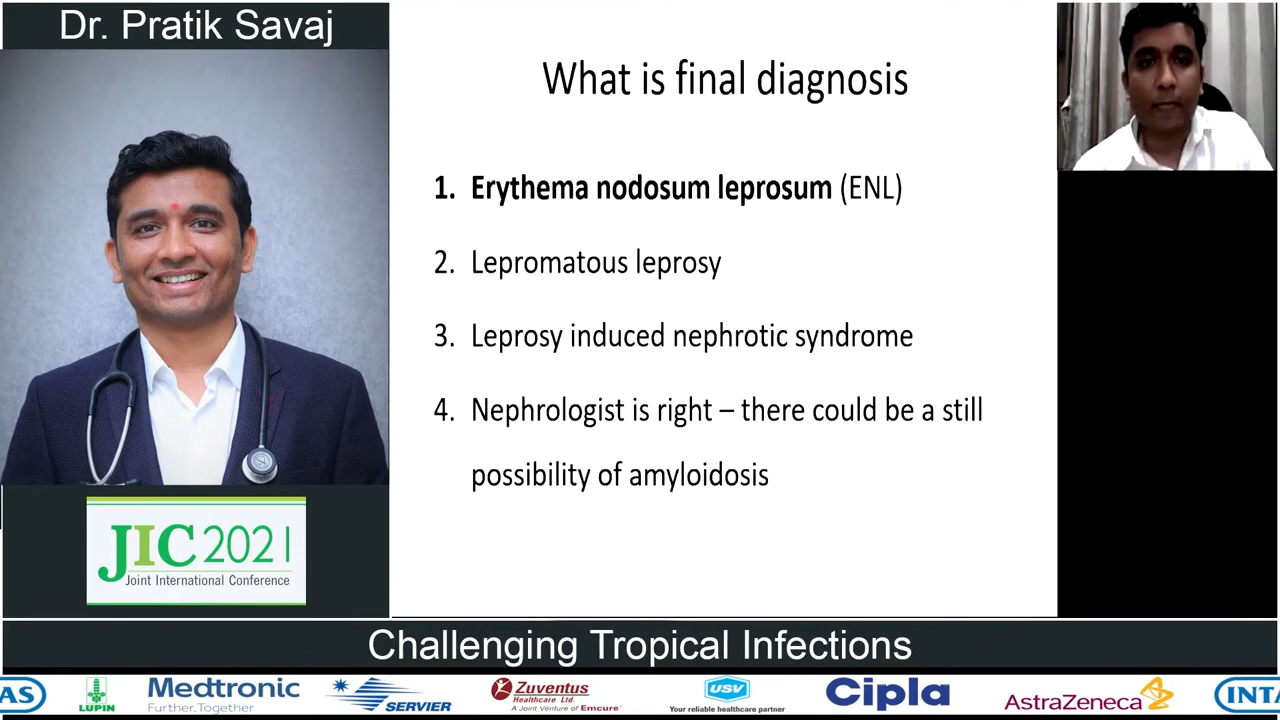 Dr. Pratik Savaj
What is final diagnosis
1. Erythema nodosum leprosum (ENL)
2. Lepromatous leprosy
3. Leprosy induced nephrotic syndrome
4. Nephrologist is right – there could be a still
possibility of amyloidosis
JIC 2021
Joint International Conference
Challenging Tropical Infections
AS
LUPIN
Medtronic
Further,Together
SERVIER
Zuventus
Healthcare Ltd.
A Joint Venture of Emcure
USV
Your reliable healthcare partner
Cipla
AstraZeneca
INTA